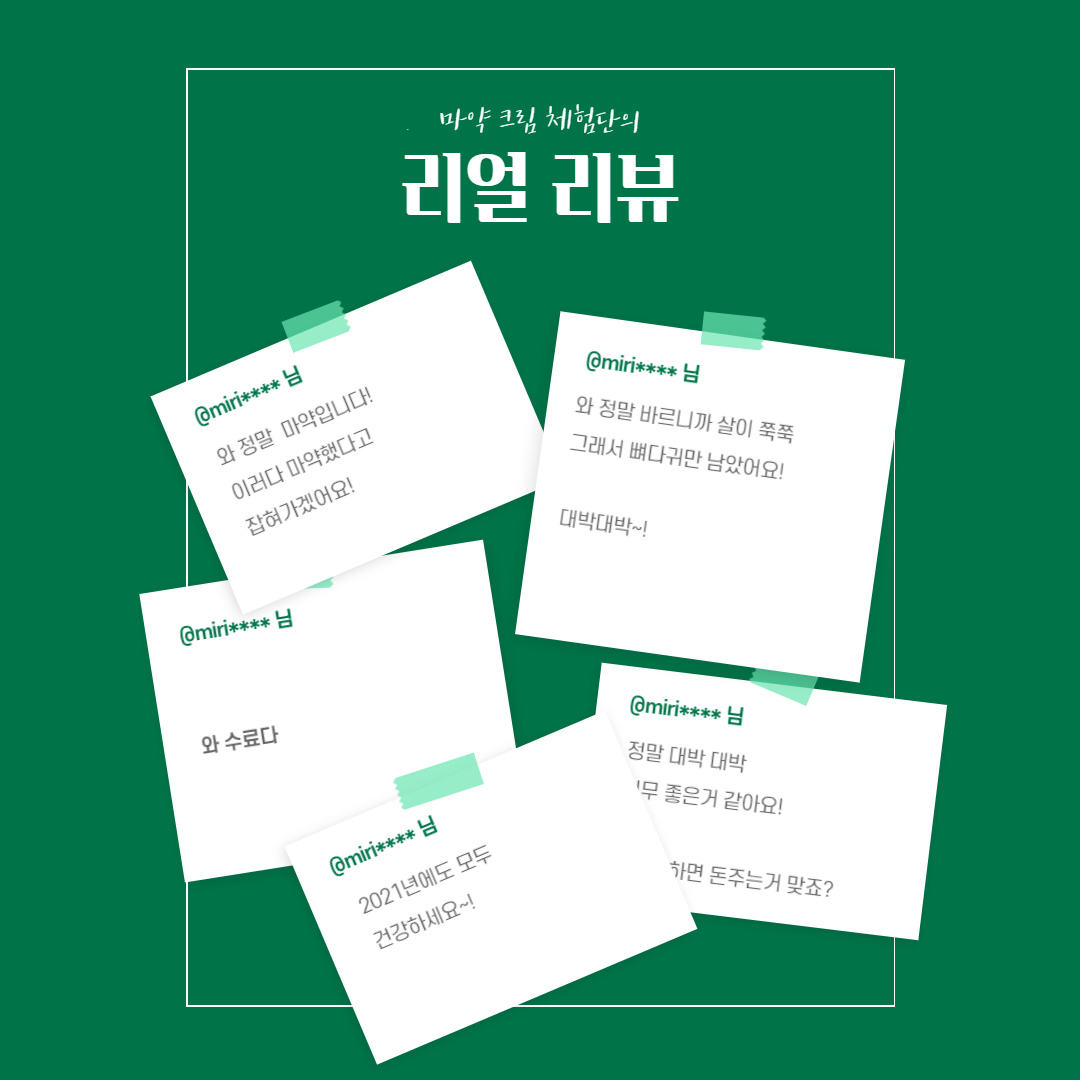 마약 크림 체험단의
리얼 리뷰
@miri**** 님
와 정말 마약입니다!
이러다 마약했다고
잡혀가겠어요!
@miri**** 님
와 정말 바르니까 살이 쭉쭉
그래서 뼈다귀만 남았어요!
대박대박~!
@miri**** 님
와 수료다
@miri**** 님
정말 대박 대박
좋은거 같아요!
돈주는거 맞죠?
@miri**** 님
2021년에도 모두
건강하세요~!